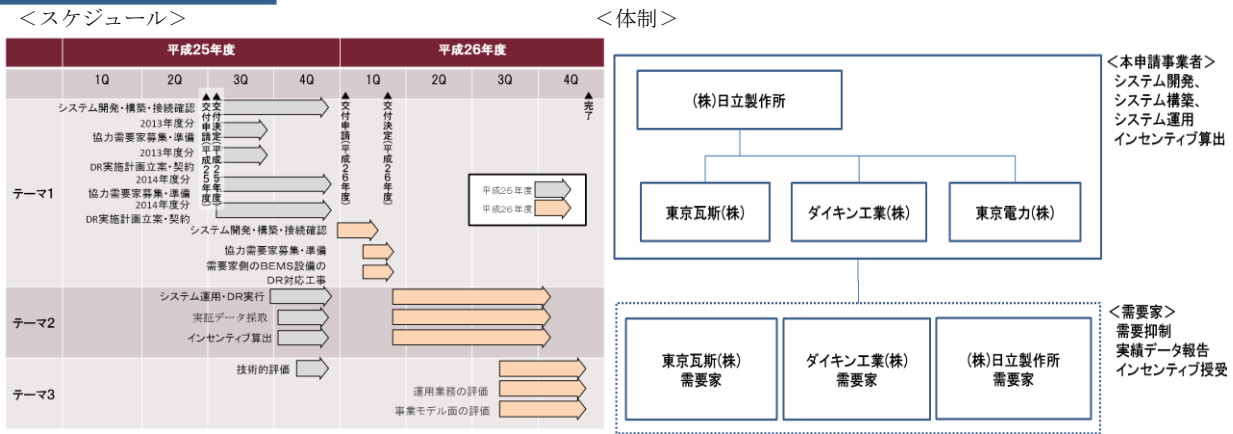 ＜スケジュール＞
平成25年度
平成26年度
1Q
2Q
3Q
4Q
1Q
2Q
3Q
4Q
▲交付申請(平成25年度)
▲交付決定(平成25年度)
▲交付申請(平成26年度)
▲交付決定(平成26年度)
▲完了
テーマ1
システム開発・構築・接続確認
2013年度分
協力需要家募集・準備
2013年度分
DR実施計画立案・契約
2014年度分
協力需要家募集・準備
2014年度分
DR実施計画立案・契約
システム開発・構築・接続確認
協力需要家募集・準備
需要家側のBEMS設備の
DR対応工事
平成25年度
平成26年度
テーマ2
システム運用・DR実行
実証データ採取
インセンティブ算出
テーマ3
技術的評価
運用業務の評価
事業モデル面の評価
＜体制＞
(株)日立製作所
東京瓦斯(株)
ダイキン工業(株)
東京電力(株)
＜本申請事業者＞
システム開発、
システム構築、
システム運用
インセンティブ算出
東京瓦斯(株)
需要家
ダイキン工業(株)
需要家
(株)日立製作所
需要家
＜需要家＞
需要抑制
実績データ報告
インセンティブ授受